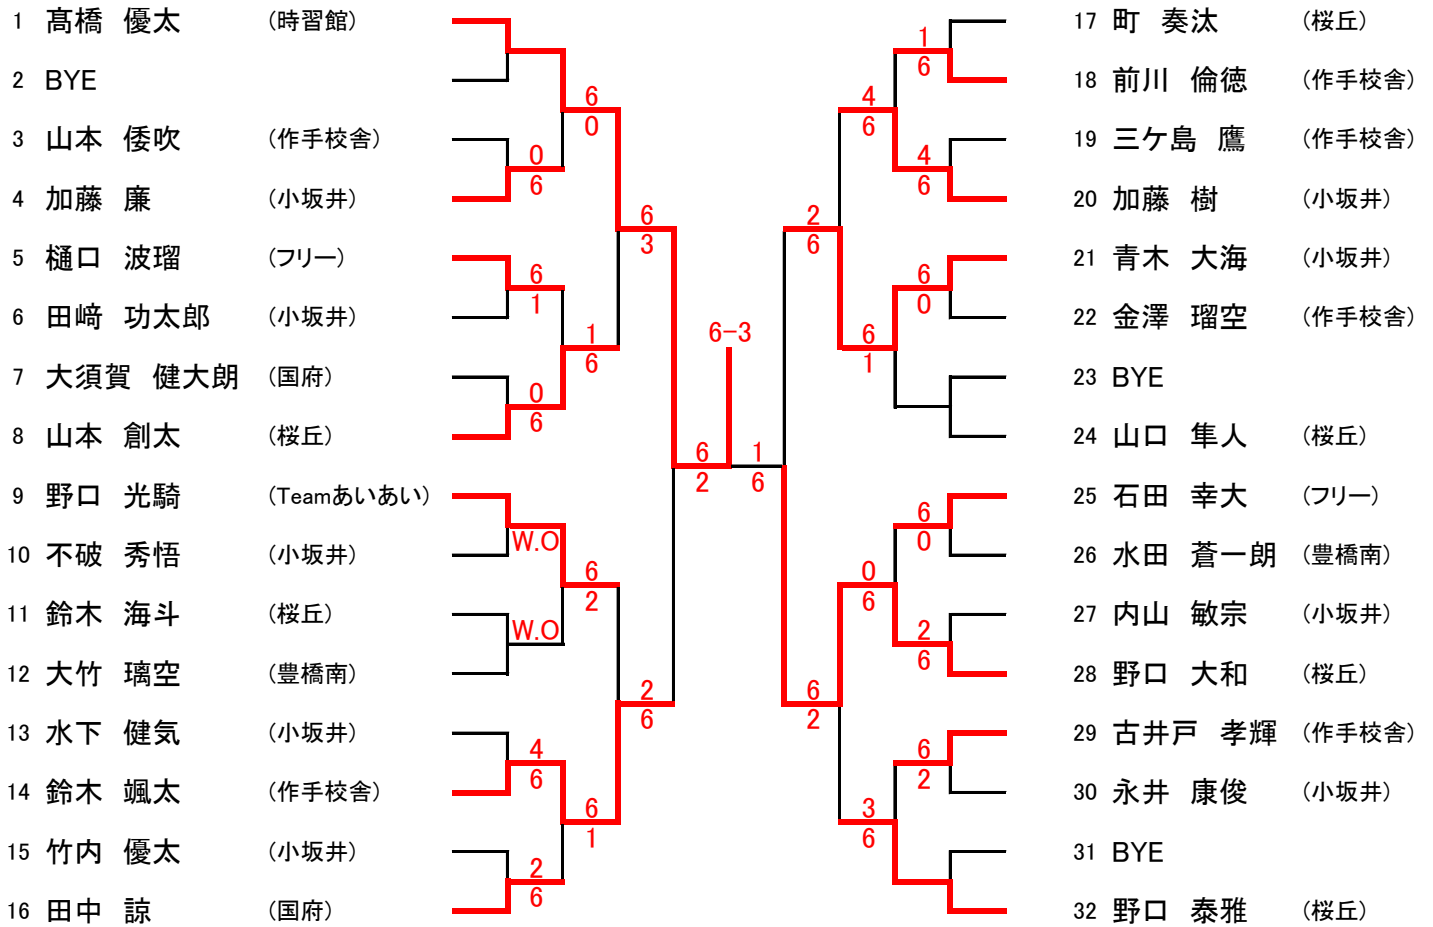 1 髙橋 優太 (時習館)
2 BYE
3 山本 倭吹 (作手校舎)
4 加藤 廉 (小坂井)
5 樋口 波瑠 (フリー)
6 田﨑 功太郎 (小坂井)
7 大須賀 健大朗 (国府)
8 山本 創太 (桜丘)
9 野口 光騎 (Teamあいあい)
10 不破 秀悟 (小坂井)
11 鈴木 海斗 (桜丘)
12 大竹 璃空 (豊橋南)
13 水下 健気 (小坂井)
14 鈴木 颯太 (作手校舎)
15 竹内 優太 (小坂井)
16 田中 諒 (国府)
0
6
6
1
0
6
W.O
W.O
4
6
2
6
6
0
1
6
6
2
6
1
6
3
2
6
6
2
6-3
1
6
2
6
6
2
4
6
6
1
0
6
3
6
1
6
4
6
6
0
6
0
2
6
6
2
17 町 奏汰 (桜丘)
18 前川 倫徳 (作手校舎)
19 三ケ島 鷹 (作手校舎)
20 加藤 樹 (小坂井)
21 青木 大海 (小坂井)
22 金澤 瑠空 (作手校舎)
23 BYE
24 山口 隼人 (桜丘)
25 石田 幸大 (フリー)
26 水田 蒼一朗 (豊橋南)
27 内山 敏宗 (小坂井)
28 野口 大和 (桜丘)
29 古井戸 孝輝 (作手校舎)
30 永井 康俊 (小坂井)
31 BYE
32 野口 泰雅 (桜丘)